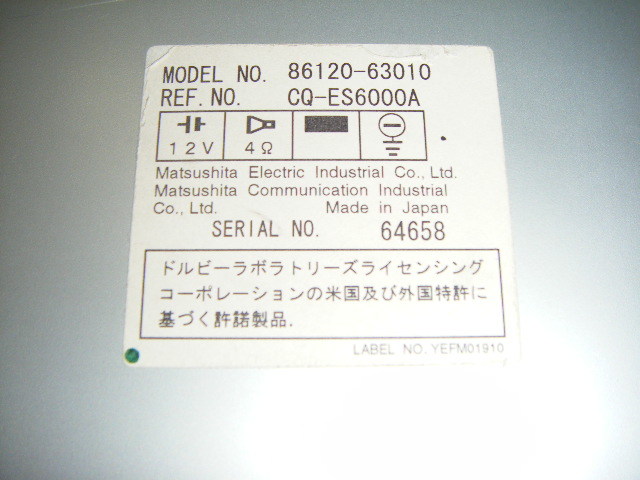 MODEL NO. 86120-63010
REF. NO. CQ-ES6000A
12V 4Ω
Matsushita Electric Industrial Co., Ltd.
Matsushita Communication Industrial
Co., Ltd. Made in Japan
SERIAL NO. 64658
ドルビーラボラトリーズライセンシング
コーポレーションの米国及び外国特許に
基づく許諾製品.
LABEL NO. YEFM01910